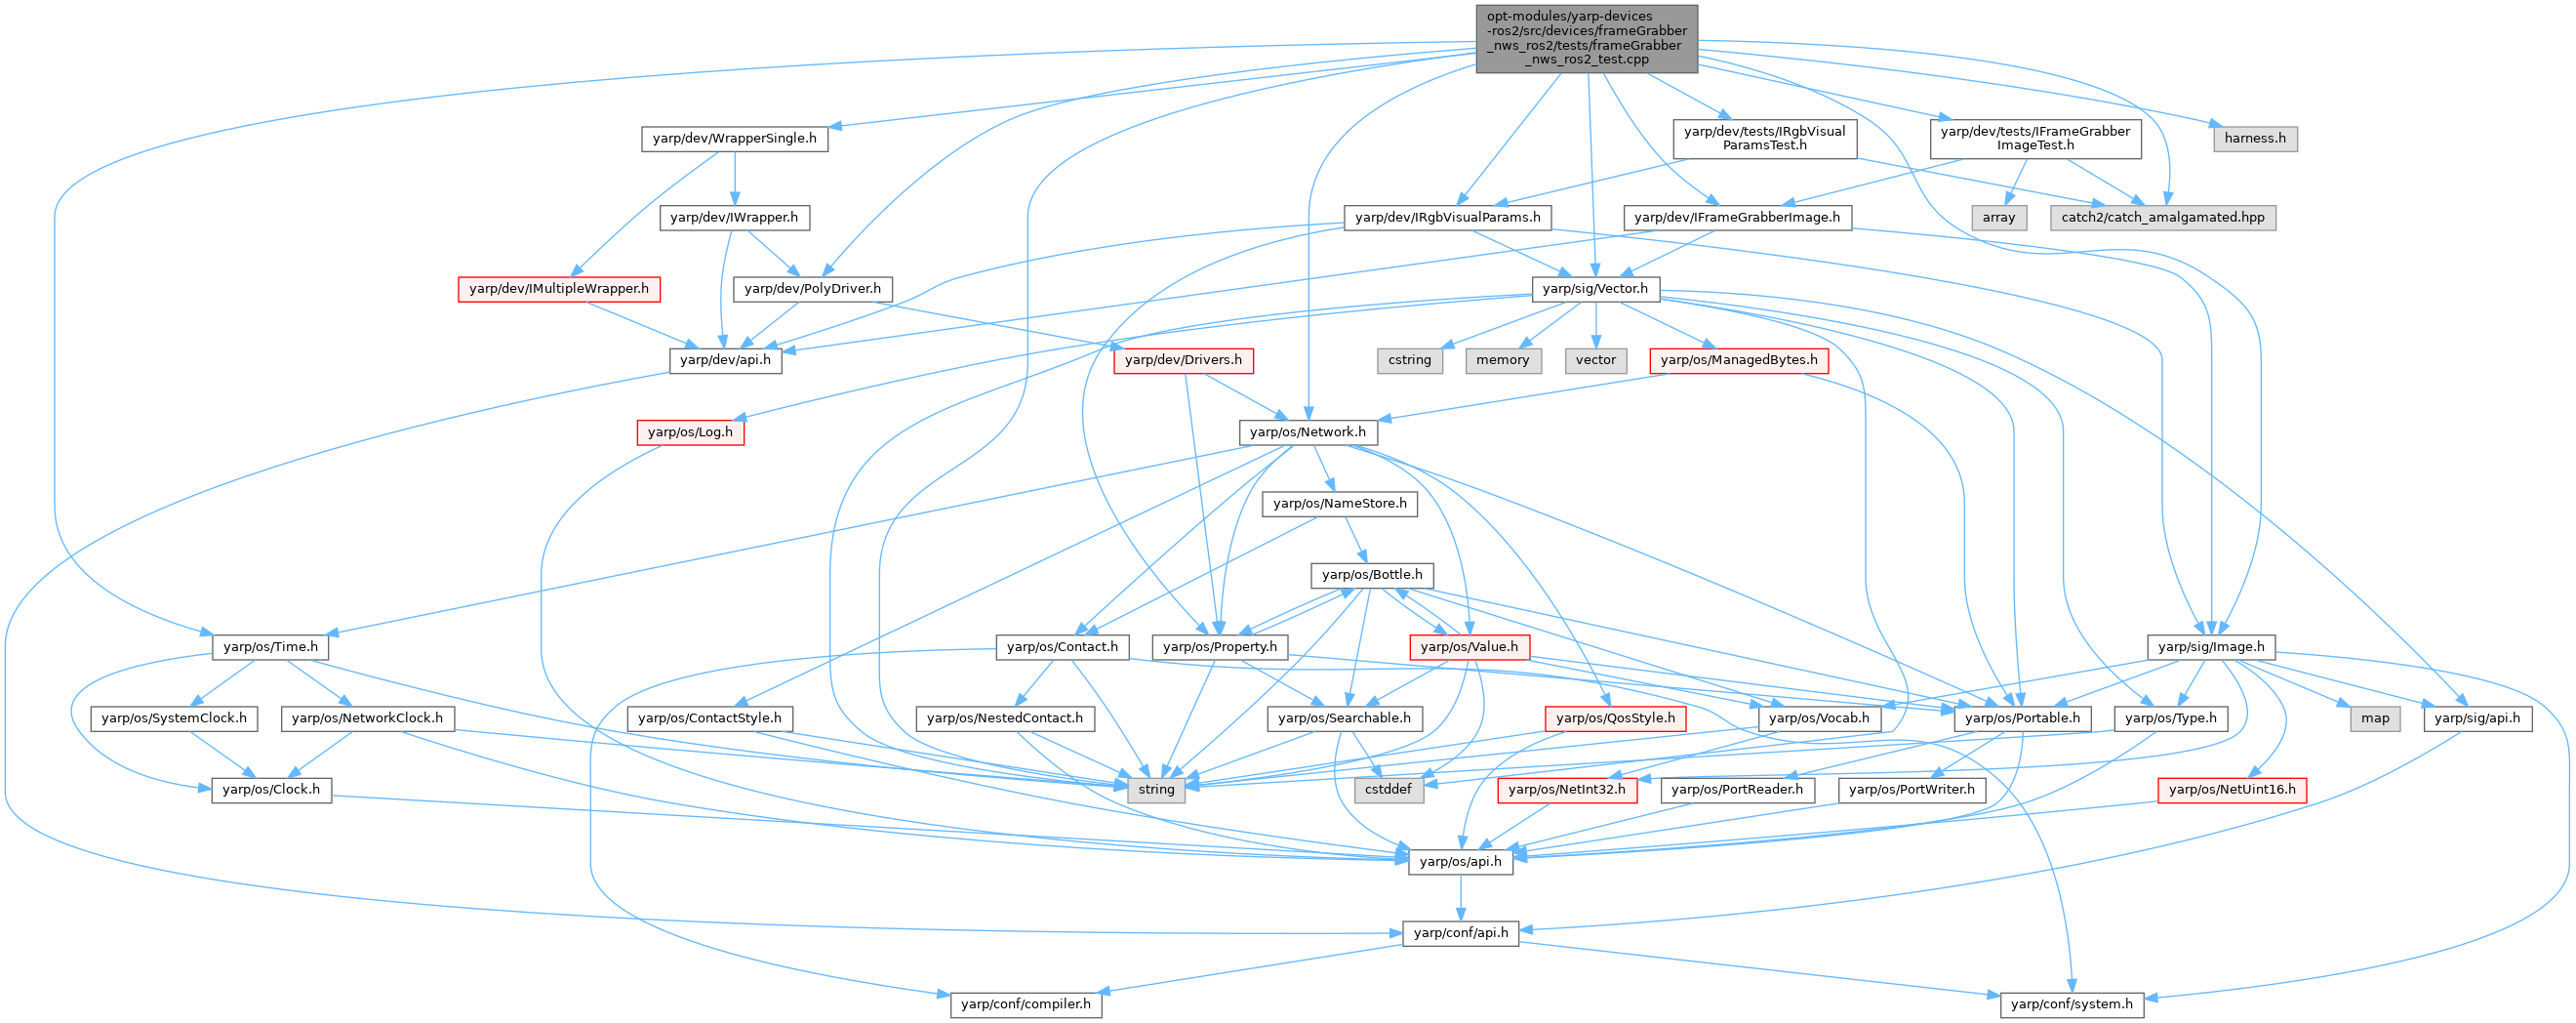 opt-modules/yarp-devices
-ros2/src/devices/frameGrabber
_nws_ros2/tests/frameGrabber
_nws_ros2_test.cpp
yarp/dev/WrapperSingle.h
yarp/dev/tests/IRgbVisual
ParamsTest.h
yarp/dev/tests/IFrameGrabber
ImageTest.h
harness.h
yarp/dev/IWrapper.h
yarp/dev/IRgbVisualParams.h
yarp/dev/IFrameGrabberImage.h
array
catch2/catch_amalgamated.hpp
yarp/dev/IMultipleWrapper.h
yarp/dev/PolyDriver.h
yarp/sig/Vector.h
yarp/dev/api.h
yarp/dev/Drivers.h
cstring
memory
vector
yarp/os/ManagedBytes.h
yarp/os/Log.h
yarp/os/Network.h
yarp/os/NameStore.h
yarp/os/Bottle.h
yarp/os/Time.h
yarp/os/Contact.h
yarp/os/Property.h
yarp/os/Value.h
yarp/sig/Image.h
yarp/os/SystemClock.h
yarp/os/NetworkClock.h
yarp/os/ContactStyle.h
yarp/os/NestedContact.h
yarp/os/Searchable.h
yarp/os/QosStyle.h
yarp/os/Vocab.h
yarp/os/Portable.h
yarp/os/Type.h
map
yarp/sig/api.h
yarp/os/Clock.h
string
cstddef
yarp/os/NetInt32.h
yarp/os/PortReader.h
yarp/os/PortWriter.h
yarp/os/NetUint16.h
yarp/os/api.h
yarp/conf/api.h
yarp/conf/compiler.h
yarp/conf/system.h